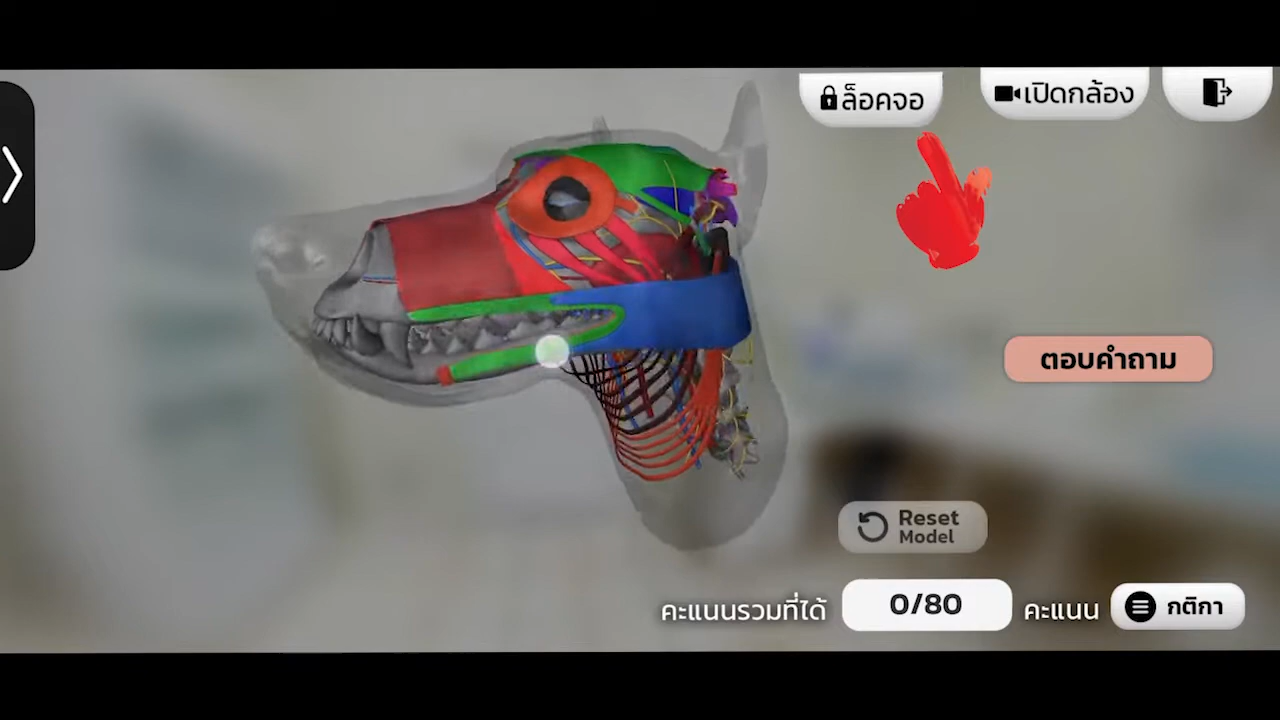 ล็อคจอ
เปิดกล้อง
ตอบคำถาม
Reset
Model
คะแนนรวมที่ได้ 0/80 คะแนน
กติกา